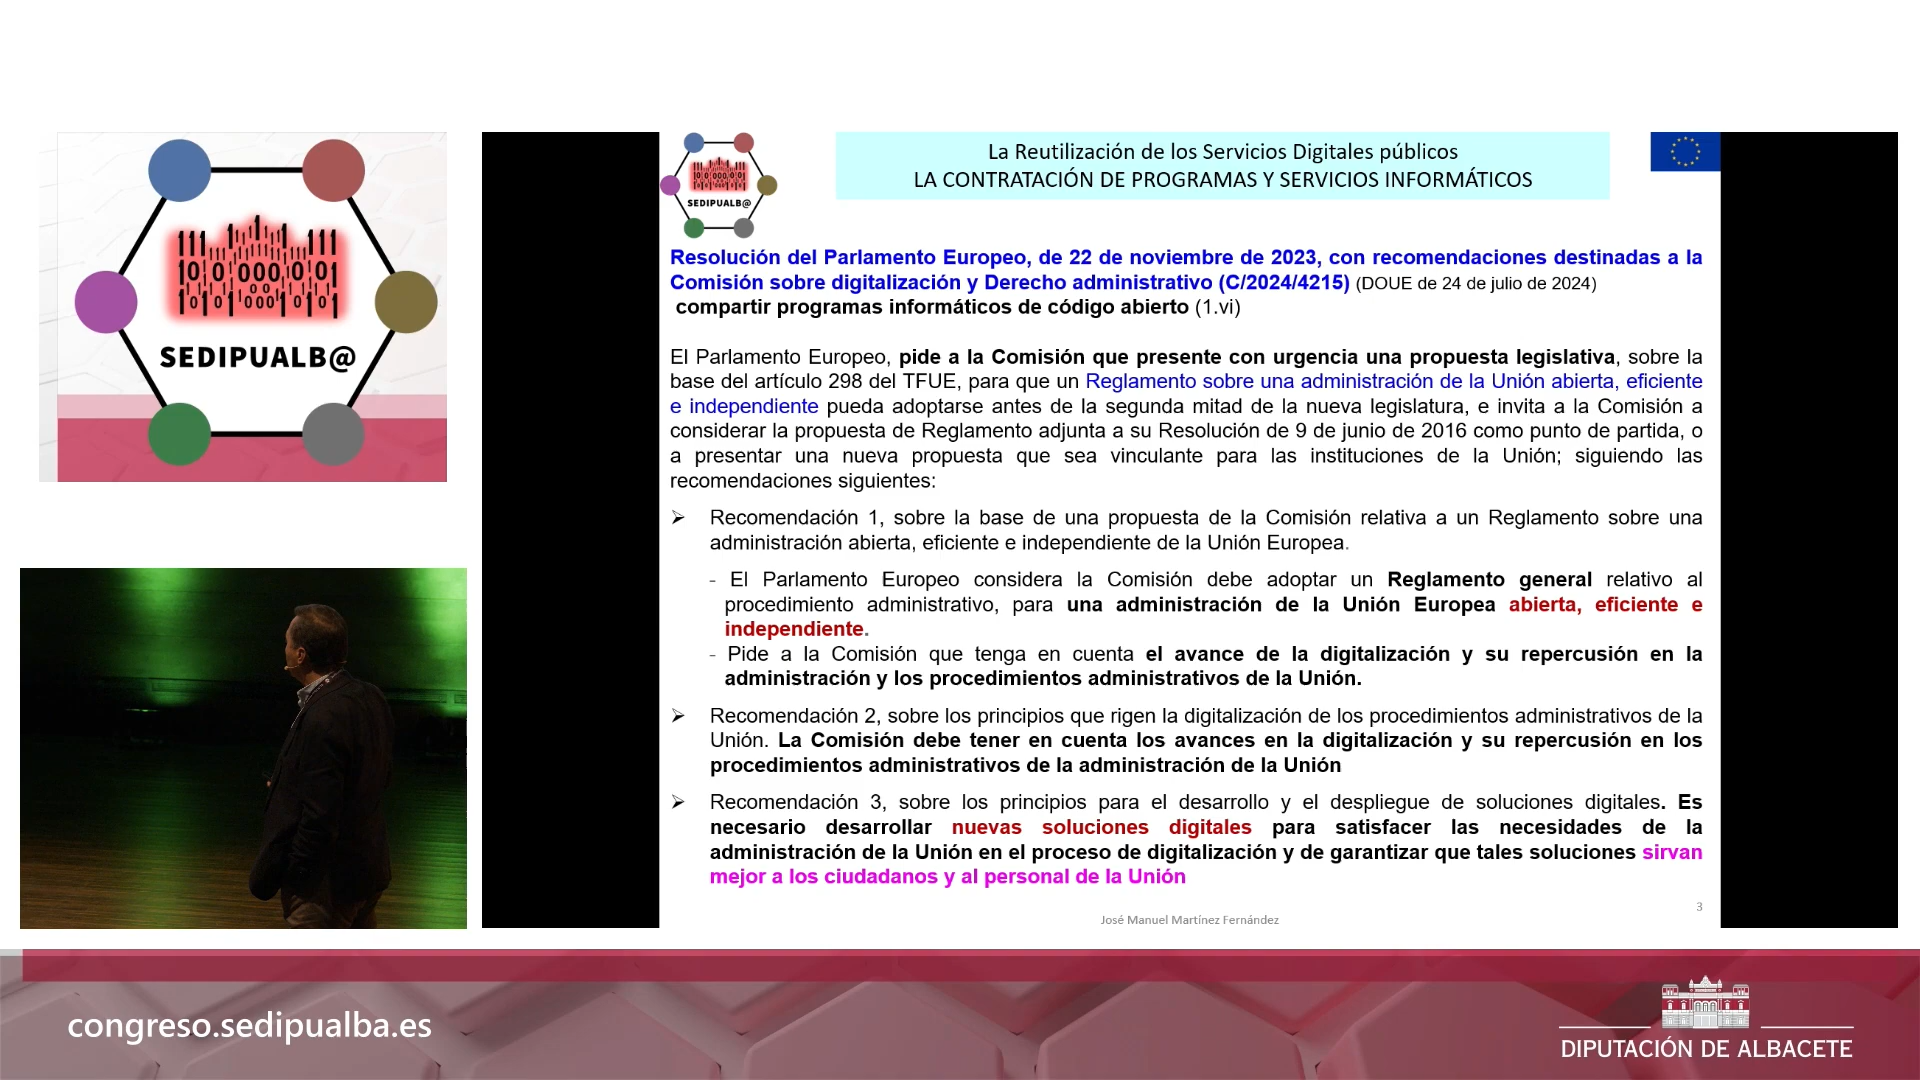 SEDIPUALB@
SEDIPUALB@
La Reutilización de los Servicios Digitales públicos
LA CONTRATACIÓN DE PROGRAMAS Y SERVICIOS INFORMÁTICOS
Resolución del Parlamento Europeo, de 22 de noviembre de 2023, con recomendaciones destinadas a la
Comisión sobre digitalización y Derecho administrativo (C/2024/4215) (DOUE de 24 de julio de 2024)
compartir programas informáticos de código abierto (1.vi)
El Parlamento Europeo, pide a la Comisión que presente con urgencia una propuesta legislativa, sobre la
base del artículo 298 del TFUE, para que un Reglamento sobre una administración de la Unión abierta, eficiente
e independiente pueda adoptarse antes de la segunda mitad de la nueva legislatura, e invita a la Comisión a
considerar la propuesta de Reglamento adjunta a su Resolución de 9 de junio de 2016 como punto de partida, o
a presentar una nueva propuesta que sea vinculante para las instituciones de la Unión; siguiendo las
recomendaciones siguientes:
➢ Recomendación 1, sobre la base de una propuesta de la Comisión relativa a un Reglamento sobre una
administración abierta, eficiente e independiente de la Unión Europea.
- El Parlamento Europeo considera la Comisión debe adoptar un Reglamento general relativo al
procedimiento administrativo, para una administración de la Unión Europea abierta, eficiente e
independiente.
- Pide a la Comisión que tenga en cuenta el avance de la digitalización y su repercusión en la
administración y los procedimientos administrativos de la Unión.
➢ Recomendación 2, sobre los principios que rigen la digitalización de los procedimientos administrativos de la
Unión. La Comisión debe tener en cuenta los avances en la digitalización y su repercusión en los
procedimientos administrativos de la administración de la Unión
➢ Recomendación 3, sobre los principios para el desarrollo y el despliegue de soluciones digitales. Es
necesario desarrollar nuevas soluciones digitales para satisfacer las necesidades de la
administración de la Unión en el proceso de digitalización y de garantizar que tales soluciones sirvan
mejor a los ciudadanos y al personal de la Unión
3
José Manuel Martínez Fernández
congreso.sedipualba.es
DIPUTACIÓN DE ALBACETE